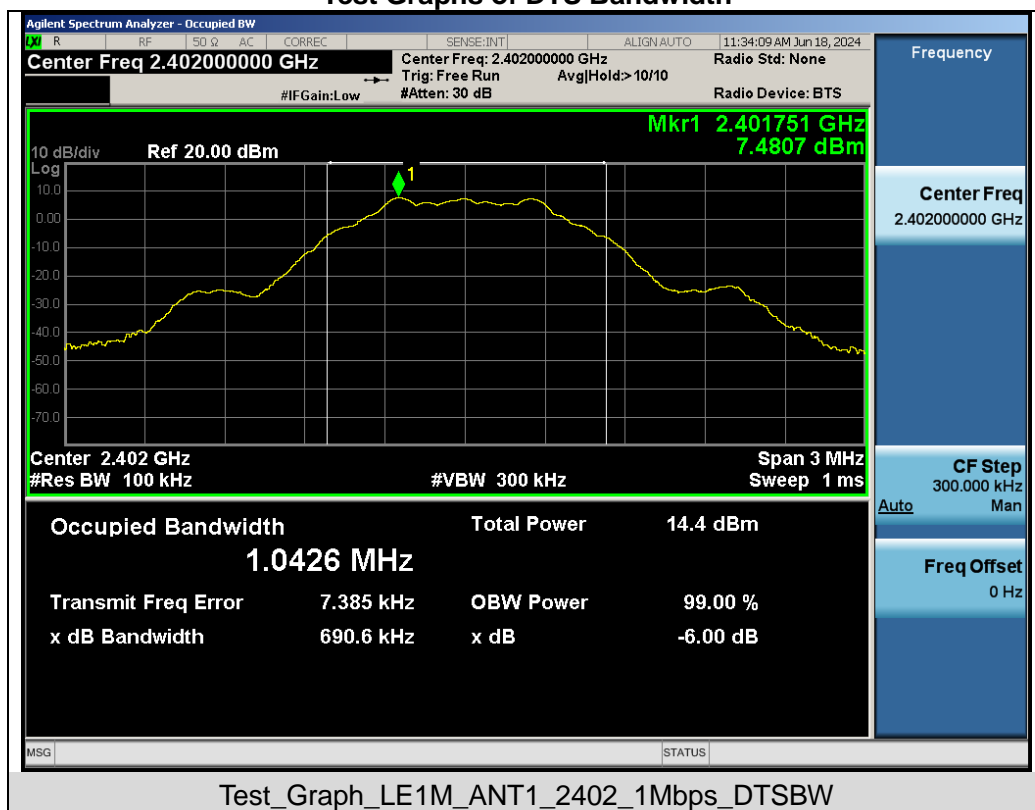 Test Graphs of DTS Bandwidth
Agilent Spectrum Analyzer - Occupied BW
LXI R RF 50 Ω AC CORREC SENSE:INT ALIGN AUTO 11:34:09 AM Jun 18, 2024
Center Freq 2.402000000 GHz
Center Freq: 2.402000000 GHz
Radio Std: None
Trig: Free Run Avg|Hold:>10/10
#IFGain:Low #Atten: 30 dB Radio Device: BTS
Frequency
Mkr1 2.401751 GHz
7.4807 dBm
10 dB/div Ref 20.00 dBm
Log
1
10.0
0.00
-10.0
-20.0
-30.0
-40.0
-50.0
-60.0
-70.0
Center 2.402 GHz Span 3 MHz
#Res BW 100 kHz #VBW 300 kHz Sweep 1 ms
Center Freq
2.402000000 GHz
CF Step
300.000 kHz
Auto Man
Freq Offset
0 Hz
Occupied Bandwidth Total Power 14.4 dBm
1.0426 MHz
Transmit Freq Error 7.385 kHz OBW Power 99.00 %
x dB Bandwidth 690.6 kHz x dB -6.00 dB
MSG STATUS
Test_Graph_LE1M_ANT1_2402_1Mbps_DTSBW